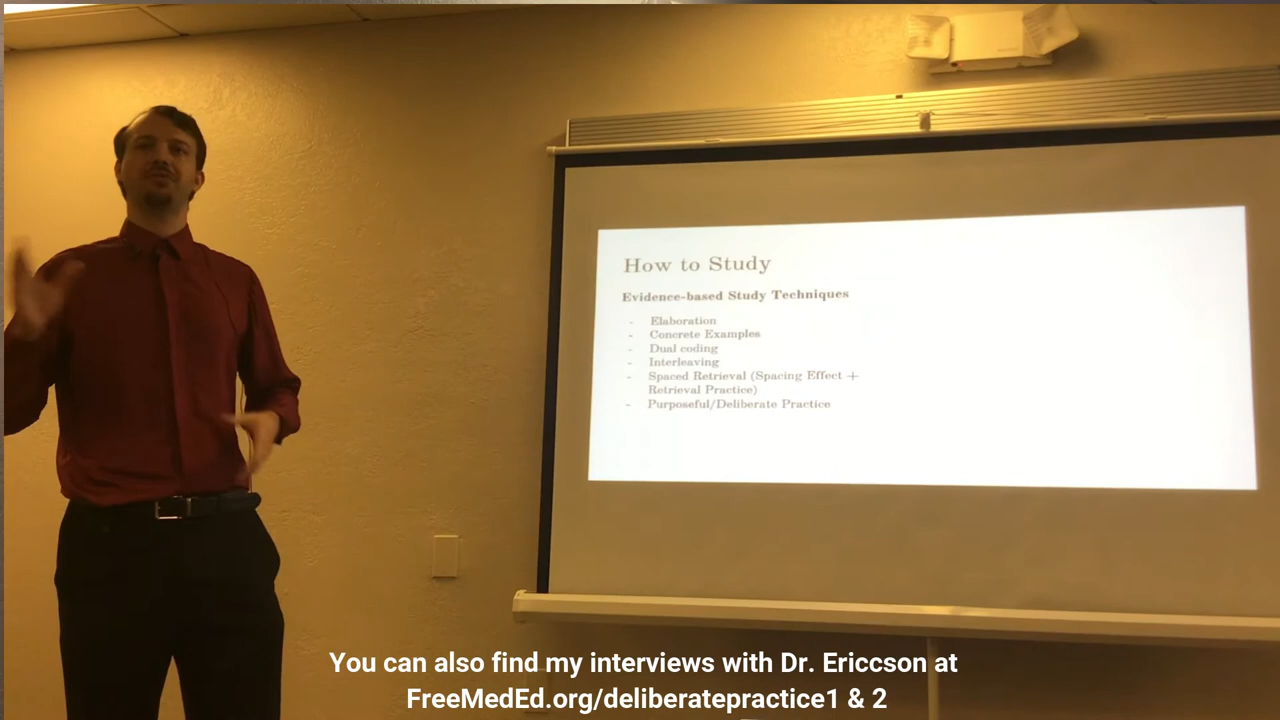 How to Study
Evidence-based Study Techniques
- Elaboration
- Concrete Examples
- Dual coding
- Interleaving
- Spaced Retrieval (Spacing Effect +
Retrieval Practice)
- Purposeful/Deliberate Practice
You can also find my interviews with Dr. Ericcson at
FreeMedEd.org/deliberatepractice1 & 2